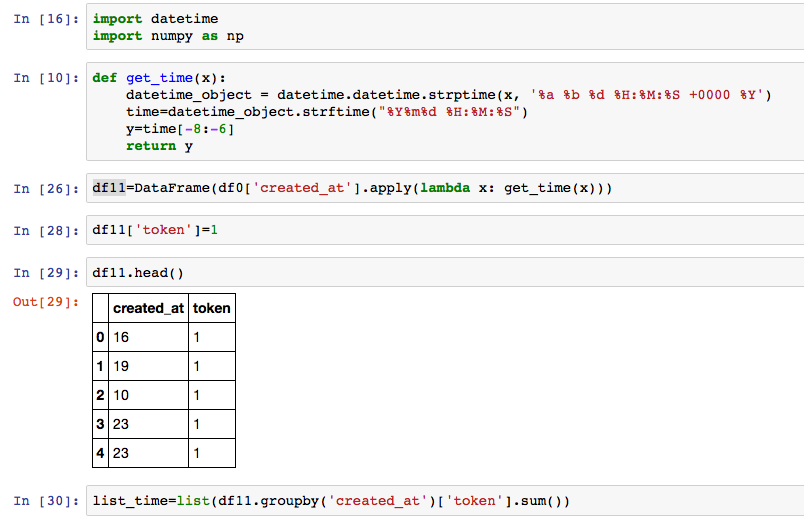 In [16]: import datetime
import numpy as np
In [10]: def get_time(x):
datetime_object = datetime.datetime.strptime(x, '%a %b %d %H:%M:%S +0000 %Y')
time=datetime_object.strftime("%Y%m%d %H:%M:%S")
y=time[-8:-6]
return y
In [26]: df11=DataFrame(df0['created_at'].apply(lambda x: get_time(x)))
In [28]: df11['token']=1
In [29]: df11.head()
Out[29]:
created_at token
0 16 1
1 19 1
2 10 1
3 23 1
4 23 1
In [30]: list_time=list(df11.groupby('created_at')['token'].sum())